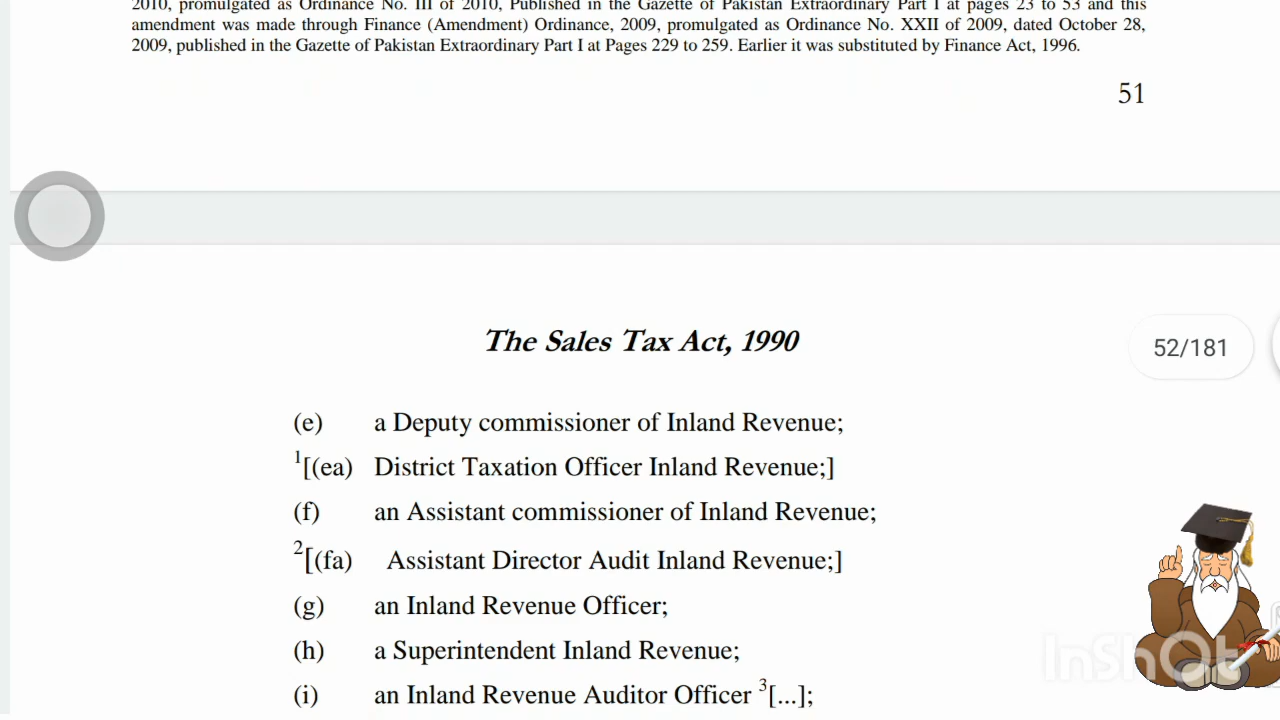 2010, promulgated as Ordinance No. III of 2010, Published in the Gazette of Pakistan Extraordinary Part I at pages 23 to 53 and this
amendment was made through Finance (Amendment) Ordinance, 2009, promulgated as Ordinance No. XXII of 2009, dated October 28,
2009, published in the Gazette of Pakistan Extraordinary Part I at Pages 229 to 259. Earlier it was substituted by Finance Act, 1996.
51
The Sales Tax Act, 1990
52/181
(e) a Deputy commissioner of Inland Revenue;
1[(ea) District Taxation Officer Inland Revenue;]
(f) an Assistant commissioner of Inland Revenue;
2[(fa) Assistant Director Audit Inland Revenue;]
(g) an Inland Revenue Officer;
(h) a Superintendent Inland Revenue;
(i) an Inland Revenue Auditor Officer 3[...];
InShOt